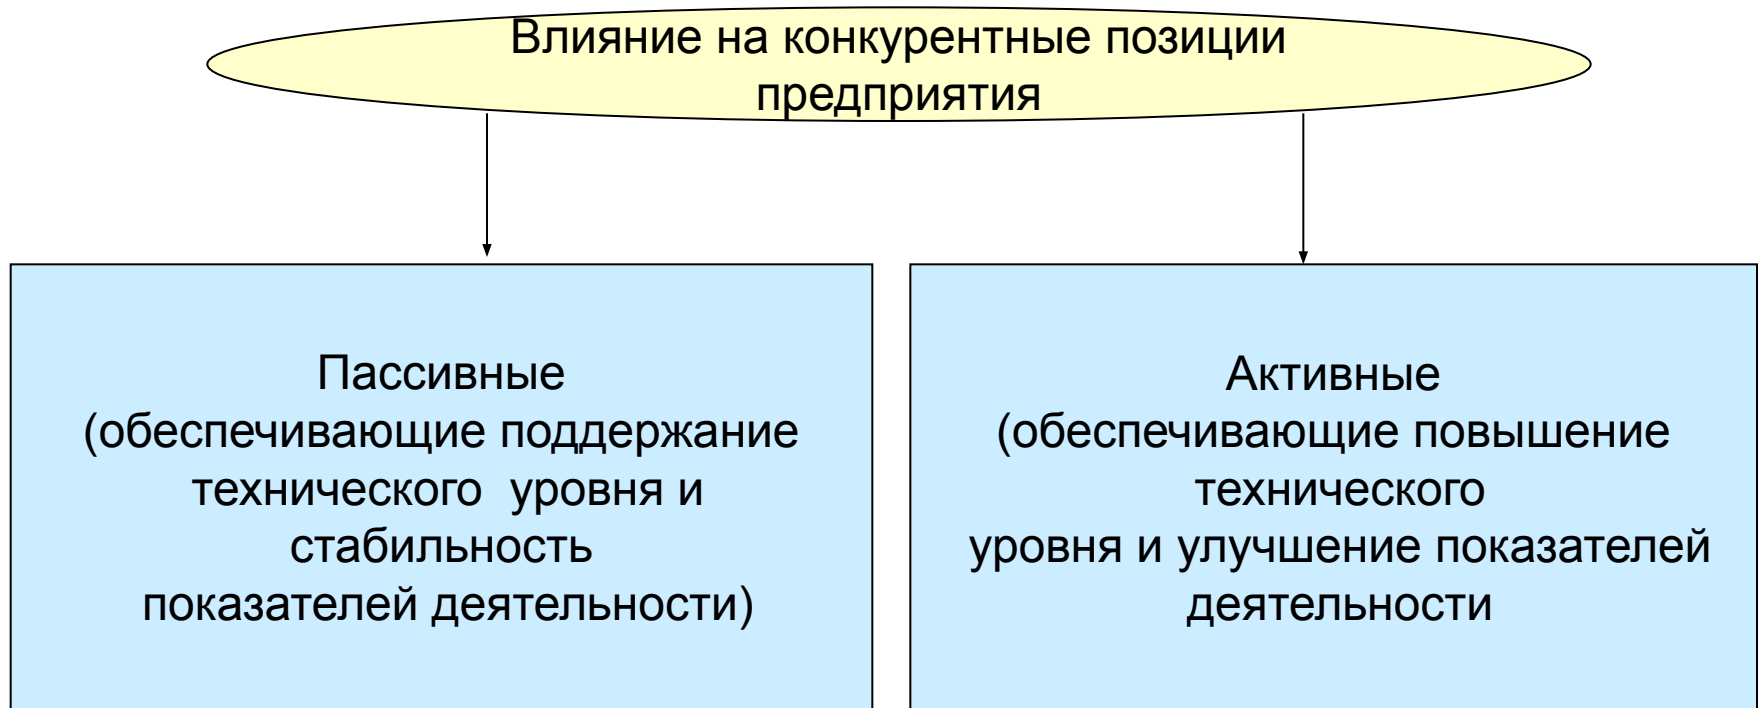 Влияние на конкурентные позиции
предприятия
Пассивные
(обеспечивающие поддержание
технического  уровня и
стабильность
показателей деятельности)
Активные
(обеспечивающие повышение
технического
уровня и улучшение показателей
деятельности